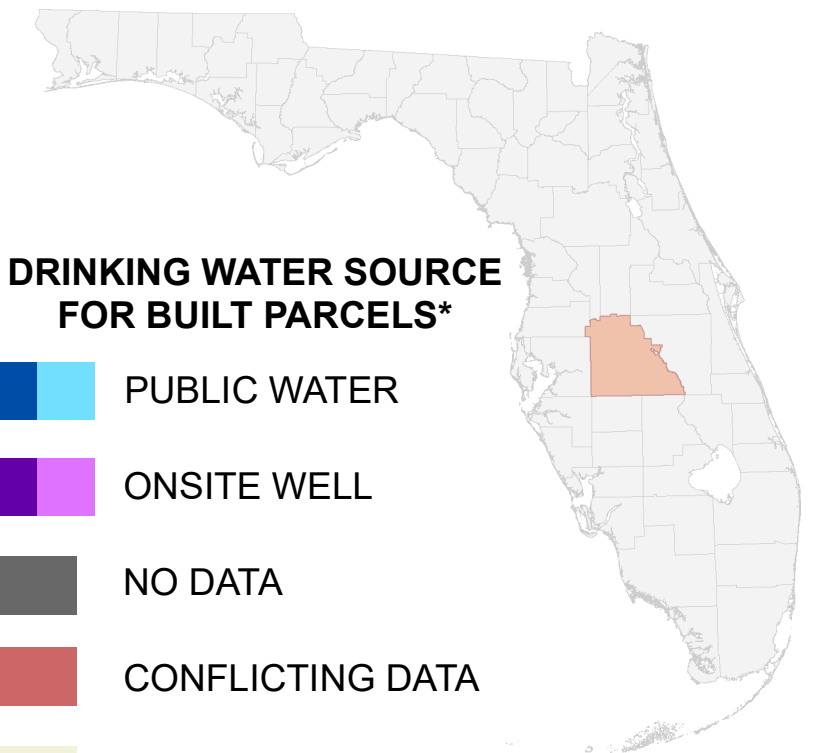 DRINKING WATER SOURCE
FOR BUILT PARCELS*
PUBLIC WATER
ONSITE WELL
NO DATA
CONFLICTING DATA